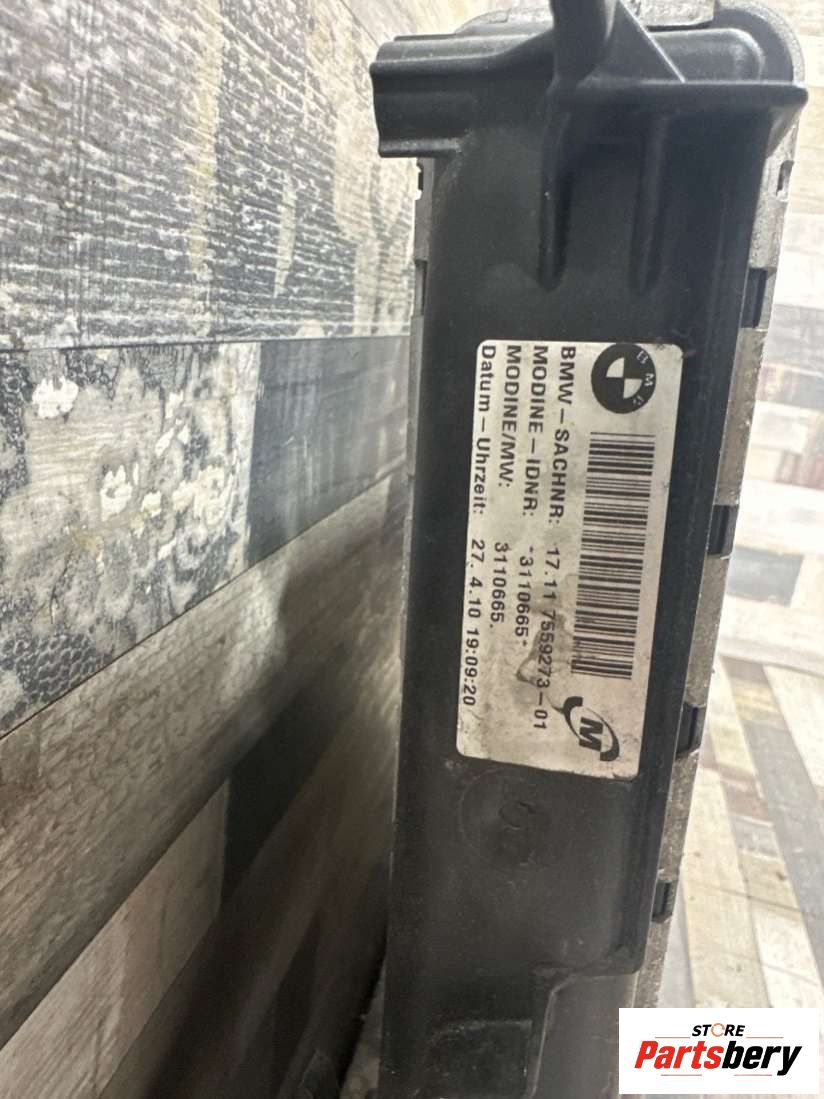 BMW
BMW-SACHNR: 17.11 7559273-01
MODINE-IDNR: -3110665*
MODINE/MW: 3110665.
Datum-Uhrzeit: 27. 4.10 19:09:20
M
STORE
Partsbery